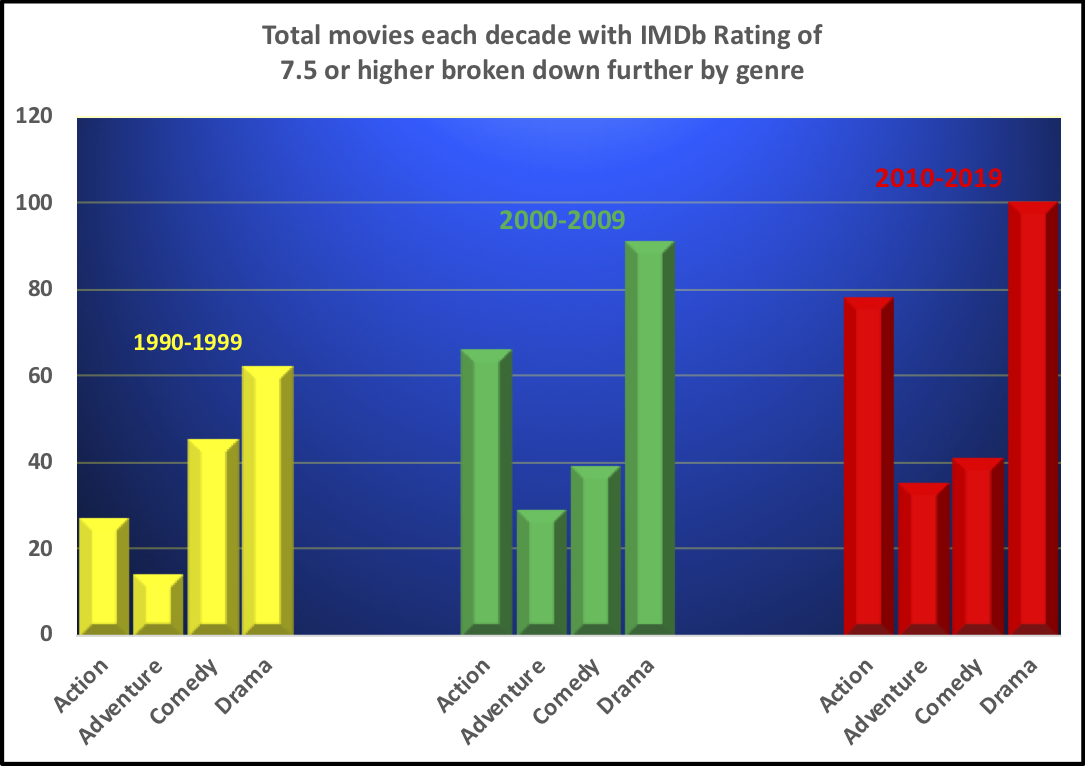 Total movies each decade with IMDb Rating of
7.5 or higher broken down further by genre
120
100
80
60
40
20
0
1990-1999
2000-2009
2010-2019
Action
Adventure
Comedy
Drama
Action
Adventure
Comedy
Drama
Action
Adventure
Comedy
Drama